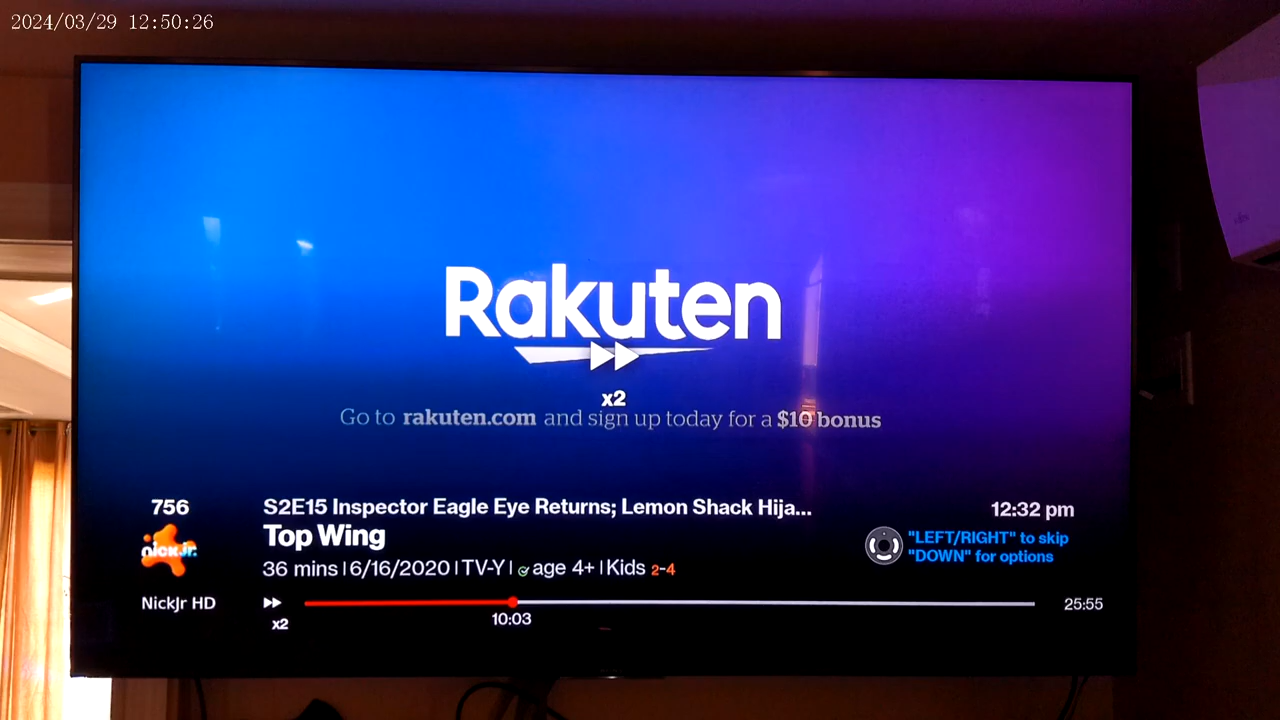 2024/03/29 12:50:26
Rakuten
x2
Go to rakuten.com and sign up today for a $10 bonus
756
S2E15 Inspector Eagle Eye Returns; Lemon Shack Hija...
12:32 pm
nick jr.
Top Wing
"LEFT/RIGHT" to skip
"DOWN" for options
36 mins | 6/16/2020 | TV-Y | age 4+ | Kids 2-4
NickJr HD
25:55
x2
10:03